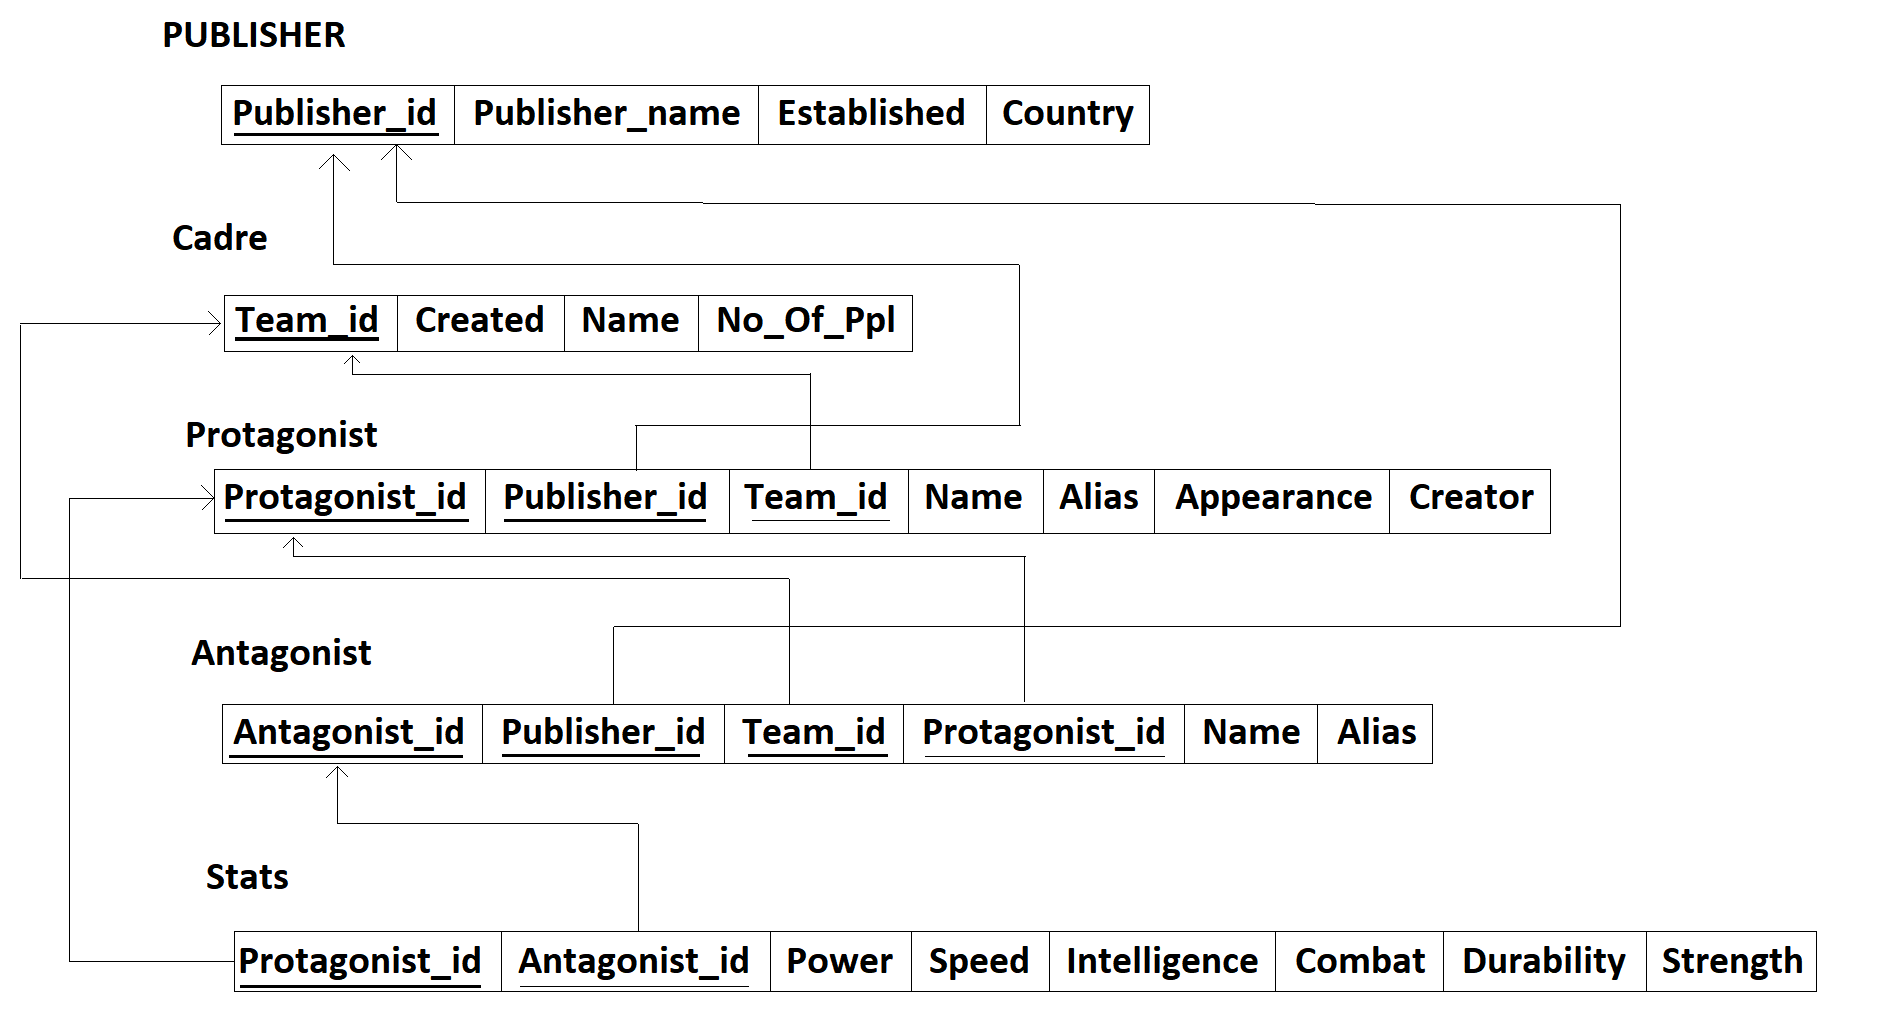 PUBLISHER
Publisher_id Publisher_name Established Country
Cadre
Team_id Created Name No_Of_Ppl
Protagonist
Protagonist_id Publisher_id Team_id Name Alias Appearance Creator
Antagonist
Antagonist_id Publisher_id Team_id Protagonist_id Name Alias
Stats
Protagonist_id Antagonist_id Power Speed Intelligence Combat Durability Strength